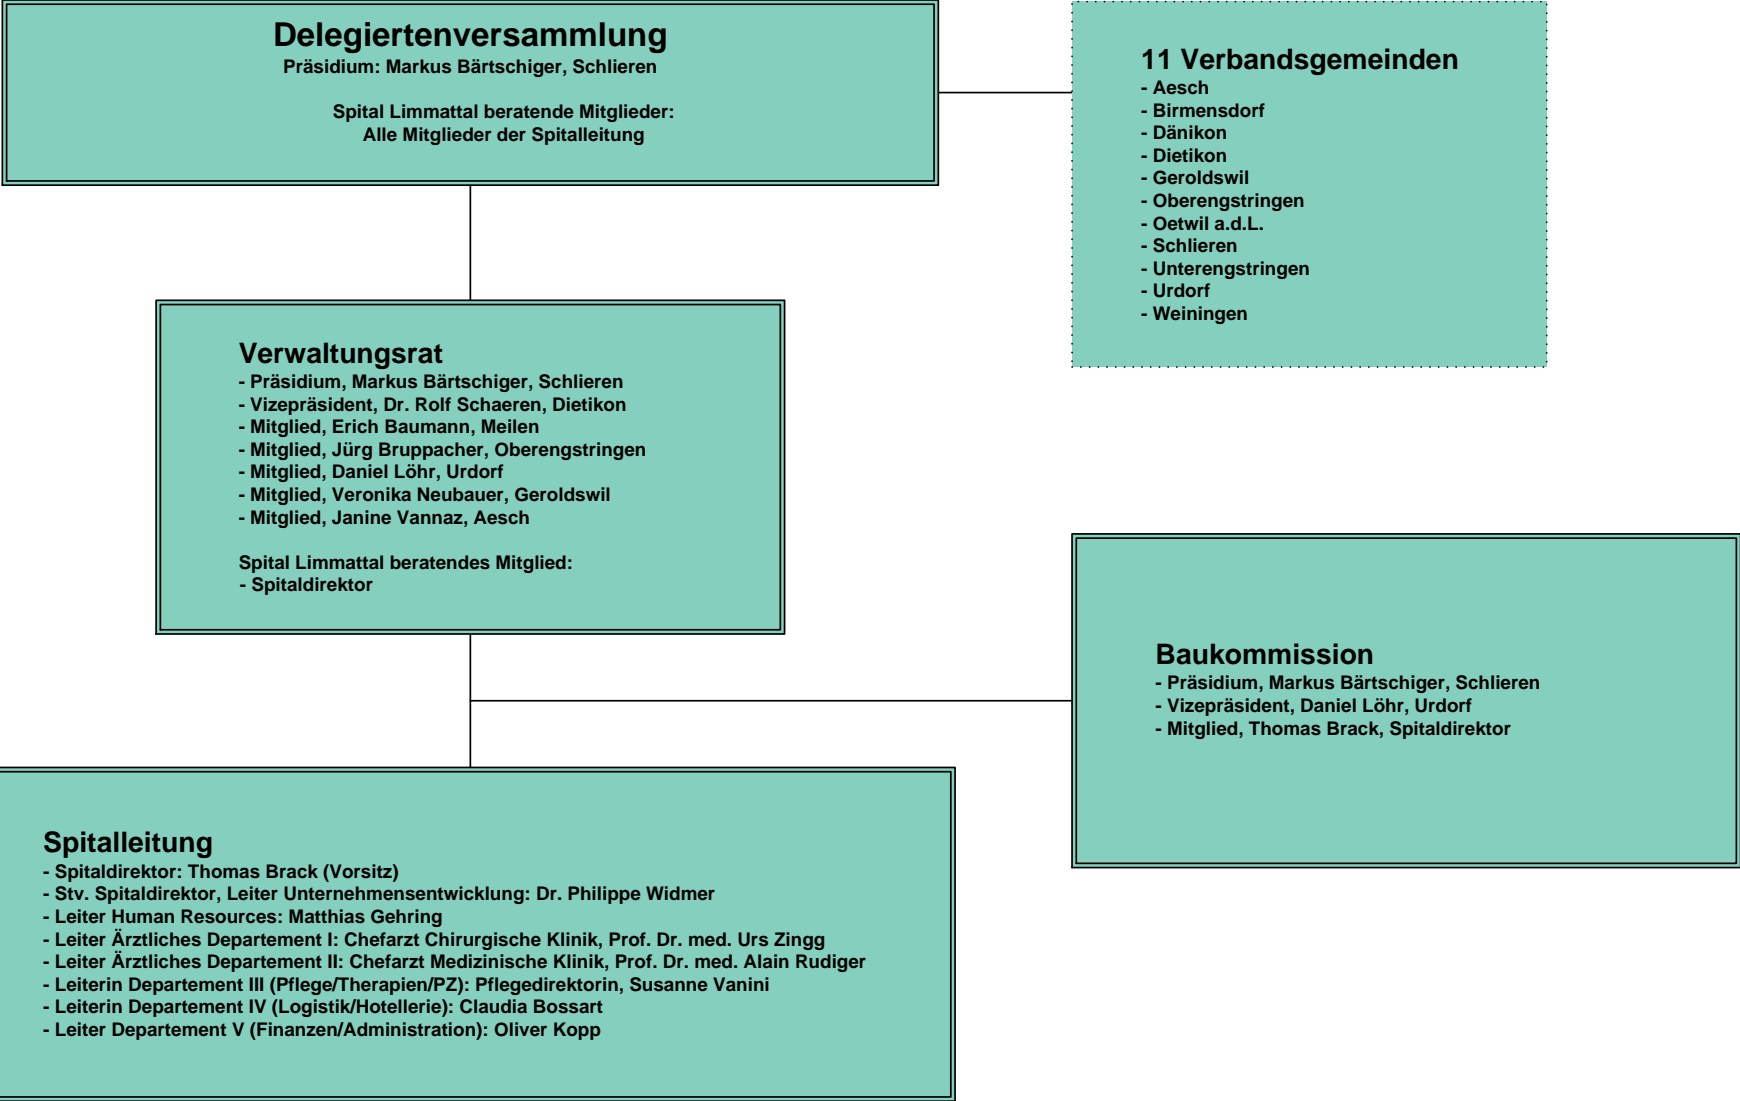 Delegiertenversammlung
Präsidium: Markus Bärtschiger, Schlieren
Spital Limmattal beratende Mitglieder:
Alle Mitglieder der Spitalleitung
11 Verbandsgemeinden
- Aesch
- Birmensdorf
- Dänikon
- Dietikon
- Geroldswil
- Oberengstringen
- Oetwil a.d.L.
- Schlieren
- Unterengstringen
- Urdorf
- Weiningen
Verwaltungsrat
- Präsidium, Markus Bärtschiger, Schlieren
- Vizepräsident, Dr. Rolf Schaeren, Dietikon
- Mitglied, Erich Baumann, Meilen
- Mitglied, Jürg Bruppacher, Oberengstringen
- Mitglied, Daniel Löhr, Urdorf
- Mitglied, Veronika Neubauer, Geroldswil
- Mitglied, Janine Vannaz, Aesch
Spital Limmattal beratendes Mitglied:
- Spitaldirektor
Baukommission
- Präsidium, Markus Bärtschiger, Schlieren
- Vizepräsident, Daniel Löhr, Urdorf
- Mitglied, Thomas Brack, Spitaldirektor
Spitalleitung
- Spitaldirektor: Thomas Brack (Vorsitz)
- Stv. Spitaldirektor, Leiter Unternehmensentwicklung: Dr. Philippe Widmer
- Leiter Human Resources: Matthias Gehring
- Leiter Ärztliches Departement I: Chefarzt Chirurgische Klinik, Prof. Dr. med. Urs Zingg
- Leiter Ärztliches Departement II: Chefarzt Medizinische Klinik, Prof. Dr. med. Alain Rudiger
- Leiterin Departement III (Pflege/Therapien/PZ): Pflegedirektorin, Susanne Vanini
- Leiterin Departement IV (Logistik/Hotellerie): Claudia Bossart
- Leiter Departement V (Finanzen/Administration): Oliver Kopp